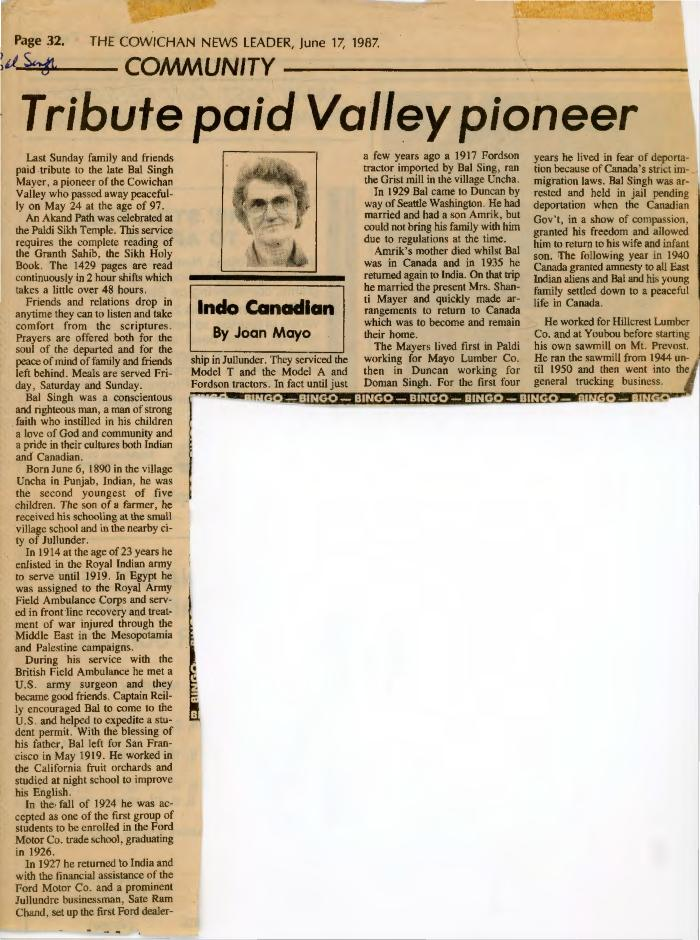 Page 32. THE COWICHAN NEWS LEADER, June 17, 1987.
Bal Singh
COMMUNITY
Tribute paid Valley pioneer
Last Sunday family and friends
paid tribute to the late Bal Singh
Mayer, a pioneer of the Cowichan
Valley who passed away peaceful-
ly on May 24 at the age of 97.
An Akand Path was celebrated at
the Paldi Sikh Temple. This service
requires the complete reading of
the Granth Sahib, the Sikh Holy
Book. The 1429 pages are read
continuously in 2 hour shifts which
takes a little over 48 hours.
Friends and relations drop in
anytime they can to listen and take
comfort from the scriptures.
Prayers are offered both for the
soul of the departed and for the
peace of mind of family and friends
left behind. Meals are served Fri-
day, Saturday and Sunday.
Bal Singh was a conscientous
and righteous man, a man of strong
faith who instilled in his children
a love of God and community and
a pride in their cultures both Indian
and Canadian.
Born June 6, 1890 in the village
Uncha in Punjab, Indian, he was
the second youngest of five
children. The son of a farmer, he
received his schooling at the small
village school and in the nearby ci-
ty of Jullunder.
In 1914 at the age of 23 years he
enlisted in the Royal Indian army
to serve until 1919. In Egypt he
was assigned to the Royal Army
Field Ambulance Corps and serv-
ed in front line recovery and treat-
ment of war injured through the
Middle East in the Mesopotamia
and Palestine campaigns.
During his service with the
British Field Ambulance he met a
U.S. army surgeon and they
became good friends. Captain Reil-
ly encouraged Bal to come to the
U.S. and helped to expedite a stu-
dent permit. With the blessing of
his father, Bal left for San Fran-
cisco in May 1919. He worked in
the California fruit orchards and
studied at night school to improve
his English.
In the fall of 1924 he was ac-
cepted as one of the first group of
students to be enrolled in the Ford
Motor Co. trade school, graduating
in 1926.
In 1927 he returned to India and
with the financial assistance of the
Ford Motor Co. and a prominent
Jullundre businessman, Sate Ram
Chand, set up the first Ford dealer-
Indo Canadian
By Joan Mayo
ship in Jullunder. They serviced the
Model T and the Model A and
Fordson tractors. In fact until just
a few years ago a 1917 Fordson
tractor imported by Bal Sing, ran
the Grist mill in the village Uncha.
In 1929 Bal came to Duncan by
way of Seattle Washington. He had
married and had a son Amrik, but
could not bring his family with him
due to regulations at the time.
Amrik's mother died whilst Bal
was in Canada and in 1935 he
returned again to India. On that trip
he married the present Mrs. Shan-
ti Mayer and quickly made ar-
rangements to return to Canada
which was to become and remain
their home.
The Mayers lived first in Paldi
working for Mayo Lumber Co.
then in Duncan working for
Doman Singh. For the first four
years he lived in fear of deporta-
tion because of Canada's strict im-
migration laws. Bal Singh was ar-
rested and held in jail pending
deportation when the Canadian
Gov't, in a show of compassion,
granted his freedom and allowed
him to return to his wife and infant
son. The following year in 1940
Canada granted amnesty to all East
Indian aliens and Bal and his young
family settled down to a peaceful
life in Canada.
He worked for Hillcrest Lumber
Co. and at Youbou before starting
his own sawmill on Mt. Prevost.
He ran the sawmill from 1944 un-
til 1950 and then went into the
general trucking business.
BINGO — BINGO — BINGO — BINGO — BINGO — BINGO — BINGO — BINGO
BINGO